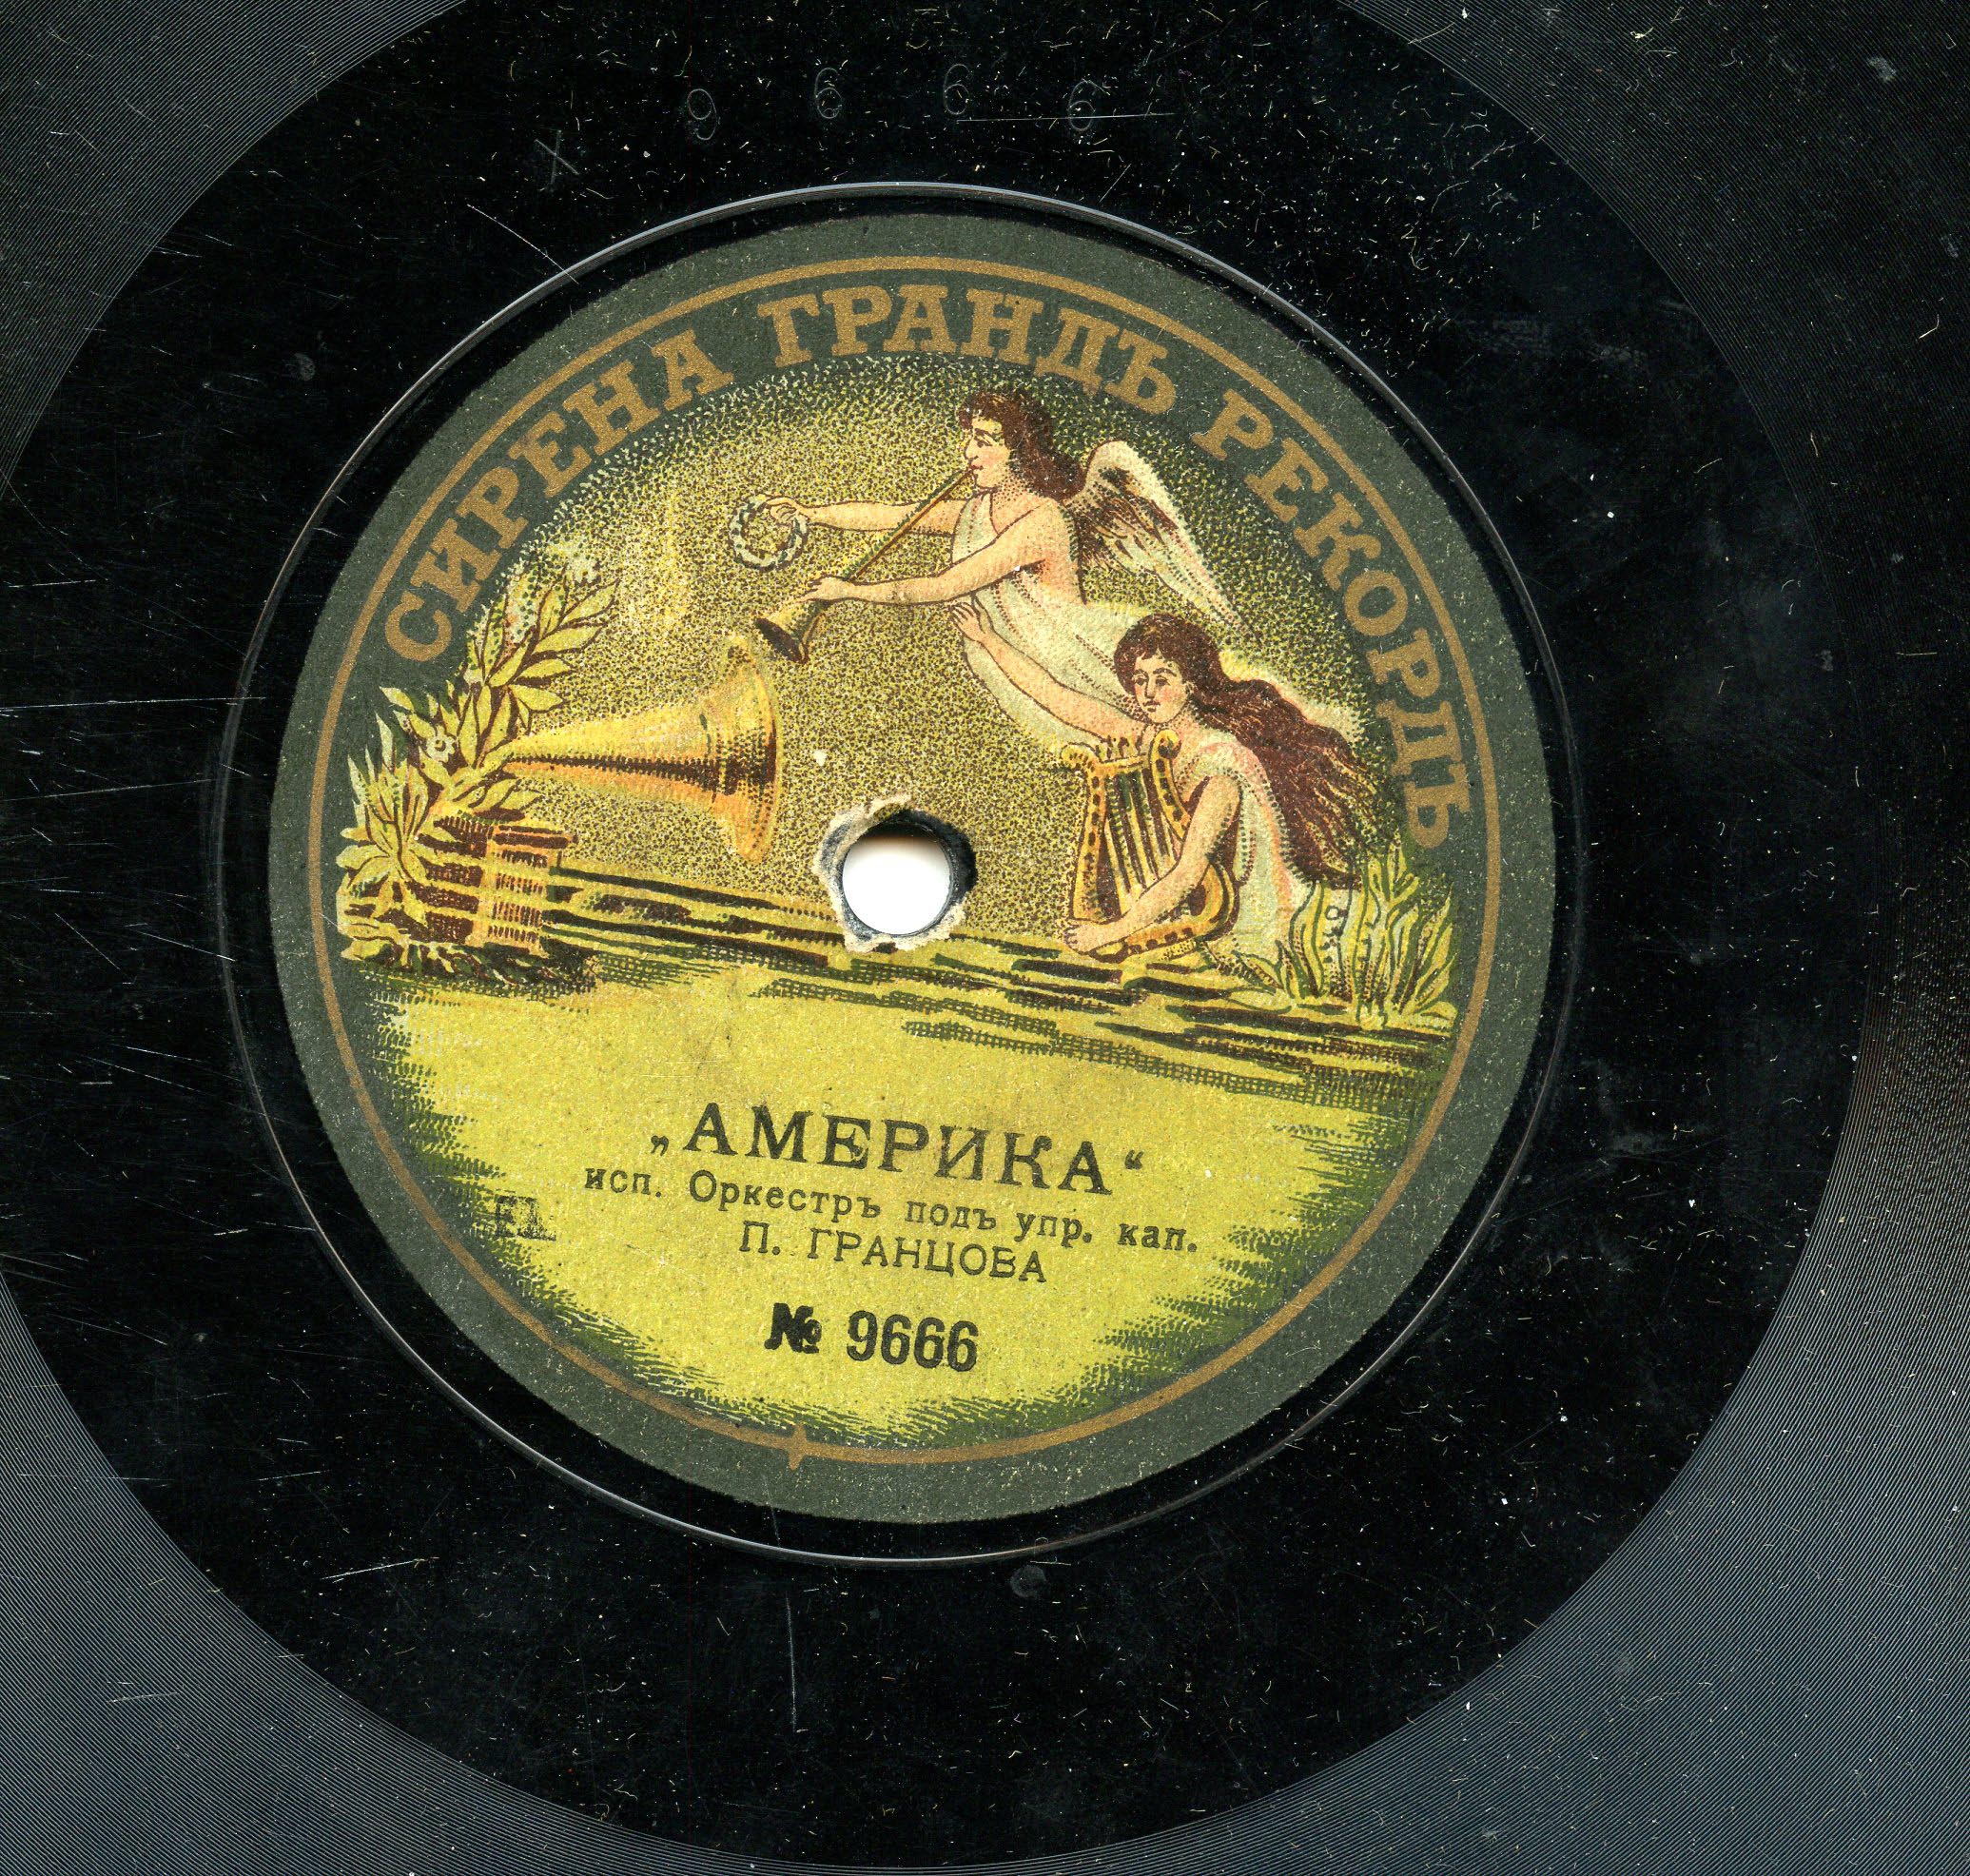 9666
СИРЕНА ГРАНДЪ РЕКОРДЪ
„АМЕРИКА“
исп. Оркестръ подъ упр. кап.
П. ГРАНЦОВА
№ 9666